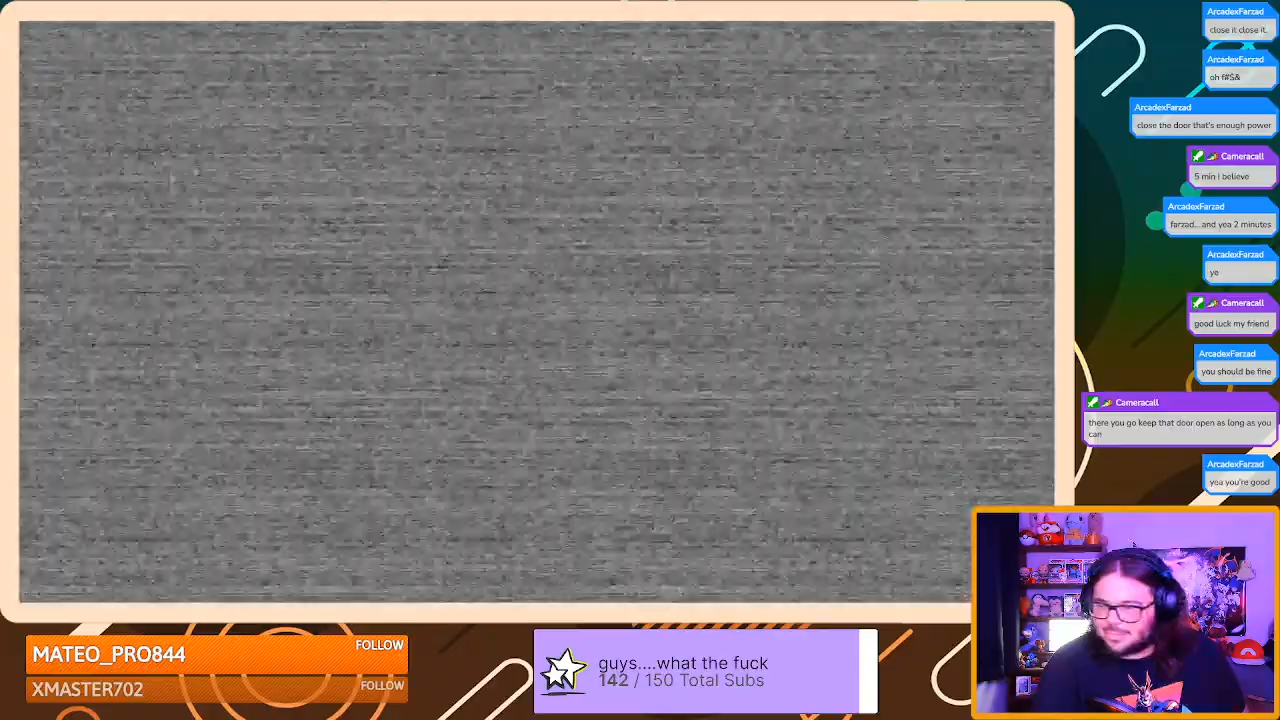 ArcadexFarzad
close it close it.
ArcadexFarzad
oh f#$&
ArcadexFarzad
close the door that's enough power
Cameracall
5 min i believe
ArcadexFarzad
farzad...and yea 2 minutes
ArcadexFarzad
ye
Cameracall
good luck my friend
ArcadexFarzad
you should be fine
Cameracall
there you go keep that door open as long as you
can
ArcadexFarzad
yea you're good
MATEO_PRO844 FOLLOW
XMASTER702 FOLLOW
guys....what the fuck
142 / 150 Total Subs